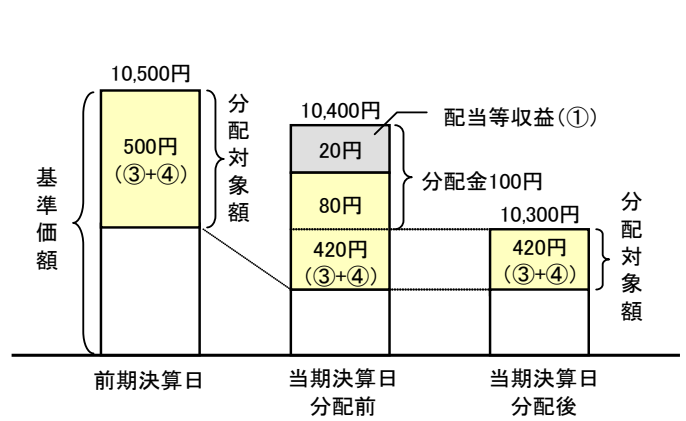 10,500円
500円
(③+④)
分配対象額
基準価額
前期決算日
10,400円
配当等収益(①)
20円
80円
分配金100円
420円
(③+④)
当期決算日
分配前
10,300円
420円
(③+④)
分配対象額
当期決算日
分配後